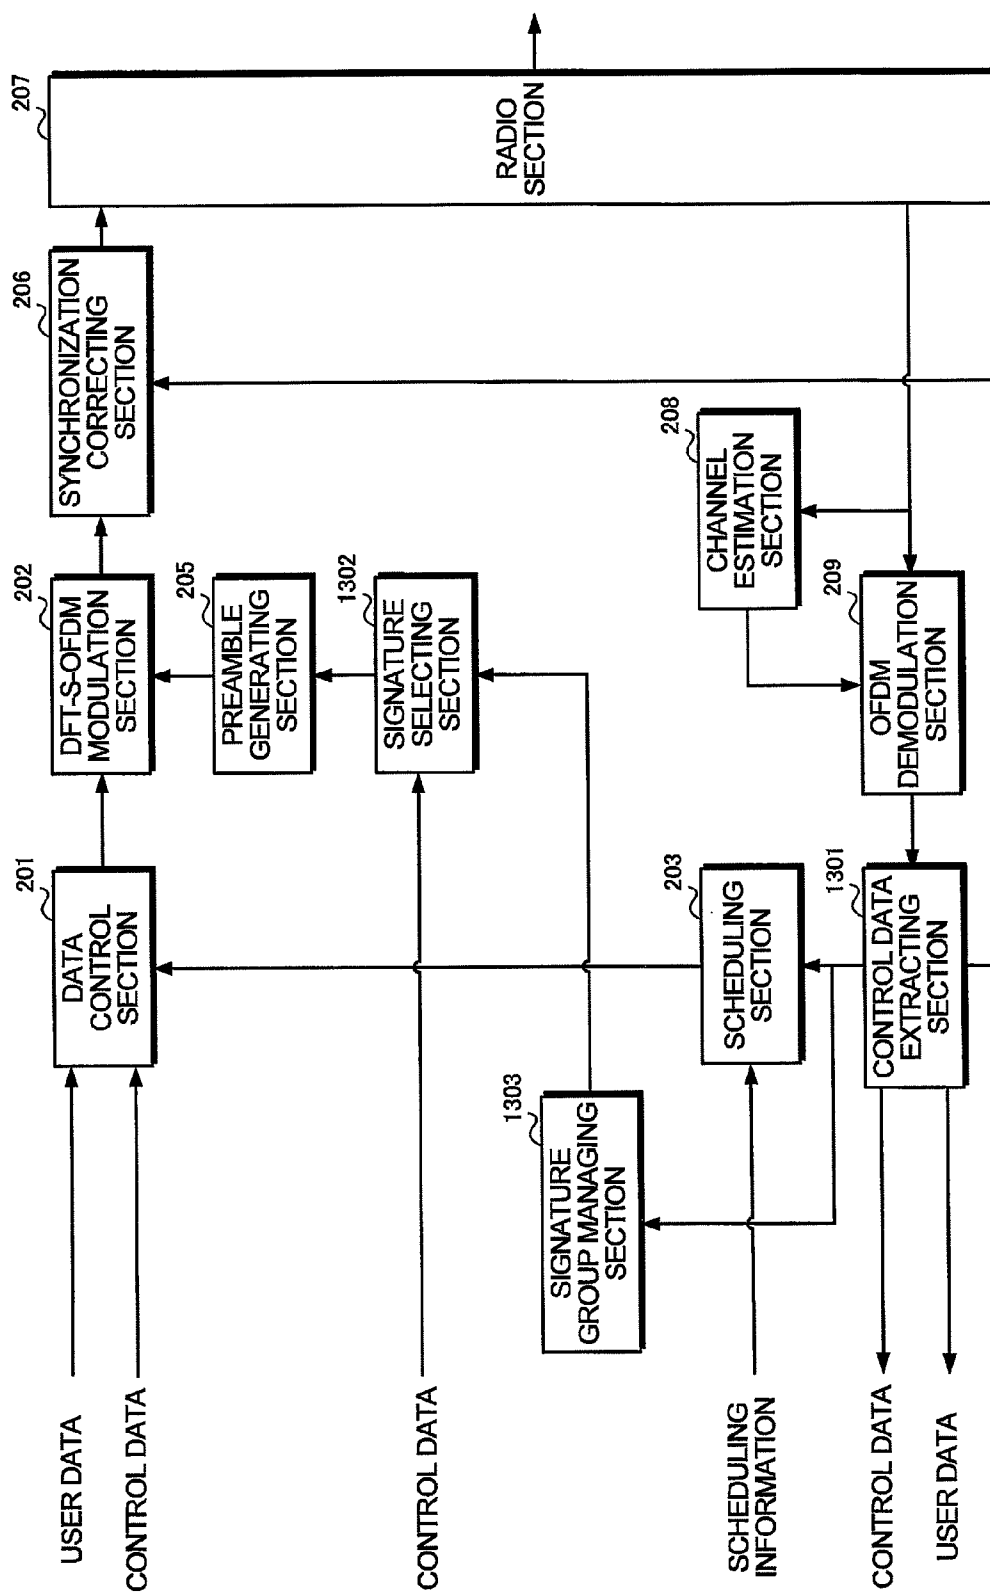 USER DATA
CONTROL DATA
201
DATA
CONTROL
SECTION
202
DFT-S-OFDM
MODULATION
SECTION
206
SYNCHRONIZATION
CORRECTING
SECTION
207
RADIO
SECTION
205
PREAMBLE
GENERATING
SECTION
CONTROL DATA
1302
SIGNATURE
SELECTING
SECTION
1303
SIGNATURE
GROUP MANAGING
SECTION
SCHEDULING
INFORMATION
203
SCHEDULING
SECTION
208
CHANNEL
ESTIMATION
SECTION
CONTROL DATA
USER DATA
1301
CONTROL DATA
EXTRACTING
SECTION
209
OFDM
DEMODULATION
SECTION